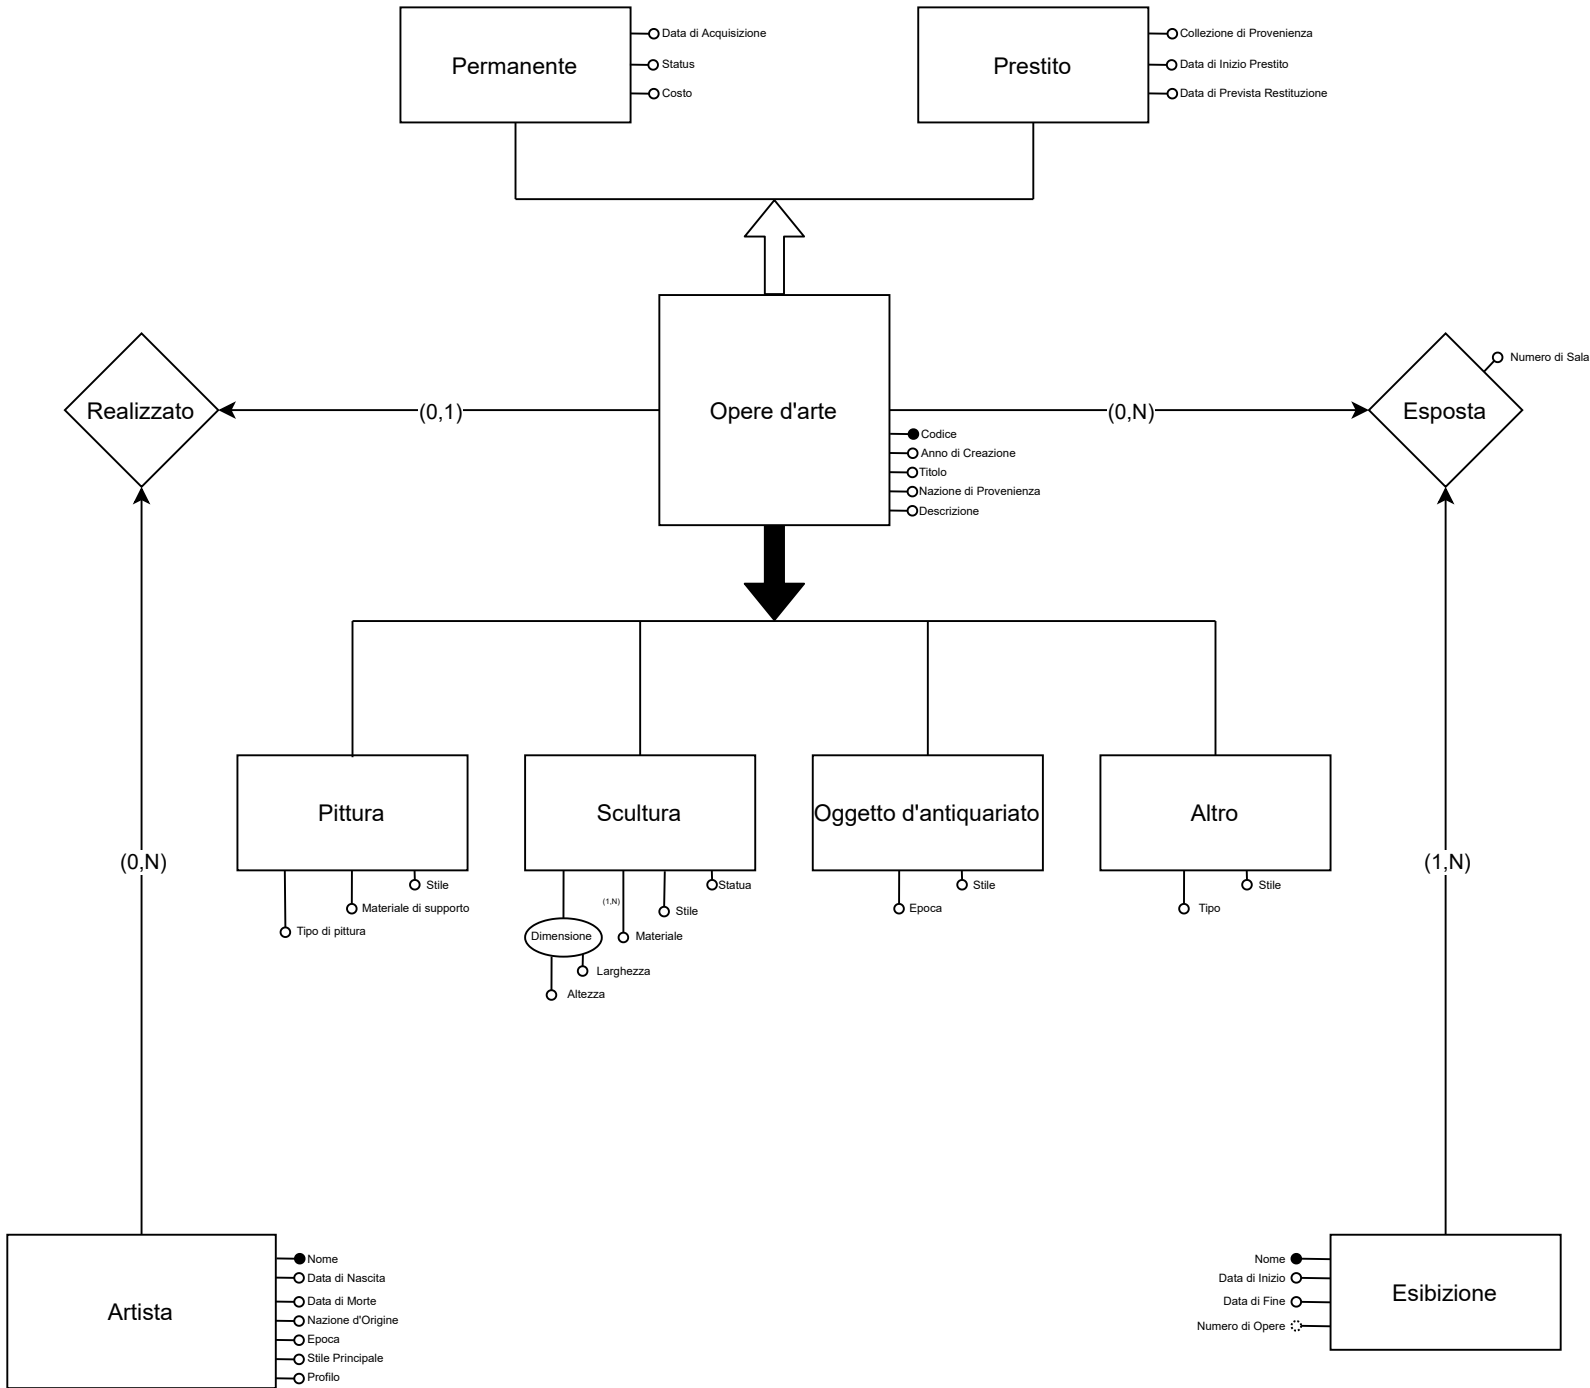 Permanente
Data di Acquisizione
Status
Costo
Prestito
Collezione di Provenienza
Data di Inizio Prestito
Data di Prevista Restituzione
Realizzato
(0,1)
Opere d'arte
Codice
Anno di Creazione
Titolo
Nazione di Provenienza
Descrizione
(0,N)
Esposta
Numero di Sala
Pittura
Stile
Materiale di supporto
Tipo di pittura
Scultura
Statua
Stile
(1,N)
Materiale
Dimensione
Larghezza
Altezza
Oggetto d'antiquariato
Stile
Epoca
Altro
Stile
Tipo
(0,N)
(1,N)
Artista
Nome
Data di Nascita
Data di Morte
Nazione d'Origine
Epoca
Stile Principale
Profilo
Nome
Data di Inizio
Data di Fine
Numero di Opere
Esibizione